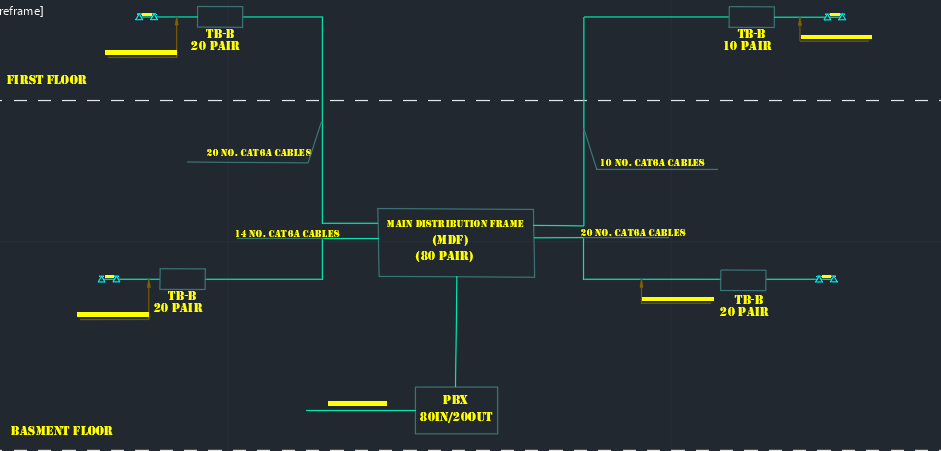 reframe]
TB-B
20 PAIR
TB-B
10 PAIR
FIRST FLOOR
20 NO. CAT6A CABLES
10 NO. CAT6A CABLES
MAIN DISTRIBUTION FRAME
(MDF)
(80 PAIR)
14 NO. CAT6A CABLES
20 NO. CAT6A CABLES
TB-B
20 PAIR
TB-B
20 PAIR
PBX
80IN/20OUT
BASMENT FLOOR